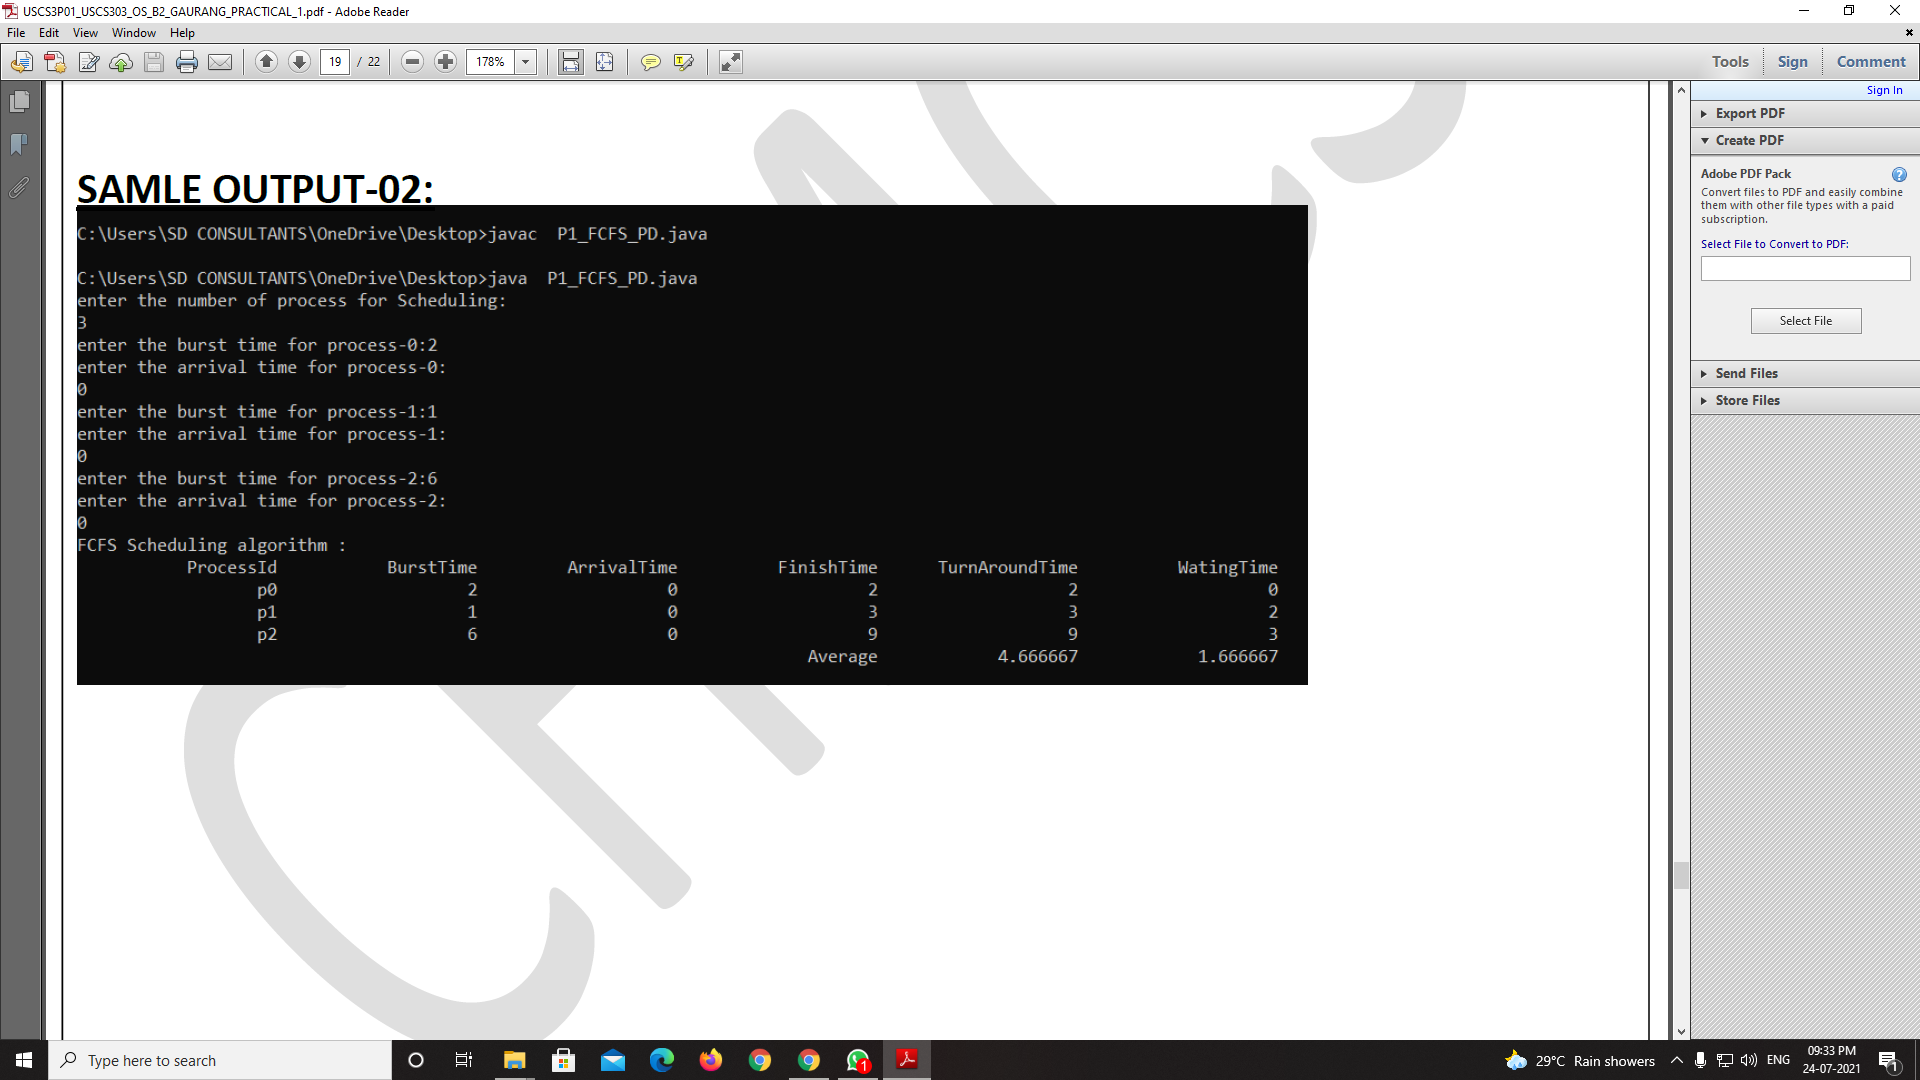 USCS3P01_USCS303_OS_B2_GAURANG_PRACTICAL_1.pdf - Adobe Reader
File Edit View Window Help
19 / 22 178% Tools Sign Comment
Sign In
Export PDF
Create PDF
Adobe PDF Pack
Convert files to PDF and easily combine
them with other file types with a paid
subscription.
Select File to Convert to PDF:
Select File
Send Files
Store Files
SAMLE OUTPUT-02:
C:\Users\SD CONSULTANTS\OneDrive\Desktop>javac  P1_FCFS_PD.java
C:\Users\SD CONSULTANTS\OneDrive\Desktop>java  P1_FCFS_PD.java
enter the number of process for Scheduling:
3
enter the burst time for process-0:2
enter the arrival time for process-0:
0
enter the burst time for process-1:1
enter the arrival time for process-1:
0
enter the burst time for process-2:6
enter the arrival time for process-2:
0
FCFS Scheduling algorithm :
ProcessId BurstTime ArrivalTime FinishTime TurnAroundTime WatingTime
p0 2 0 2 2 0
p1 1 0 3 3 2
p2 6 0 9 9 3
Average 4.666667 1.666667
Type here to search
1
29°C Rain showers ENG
09:33 PM
24-07-2021
1